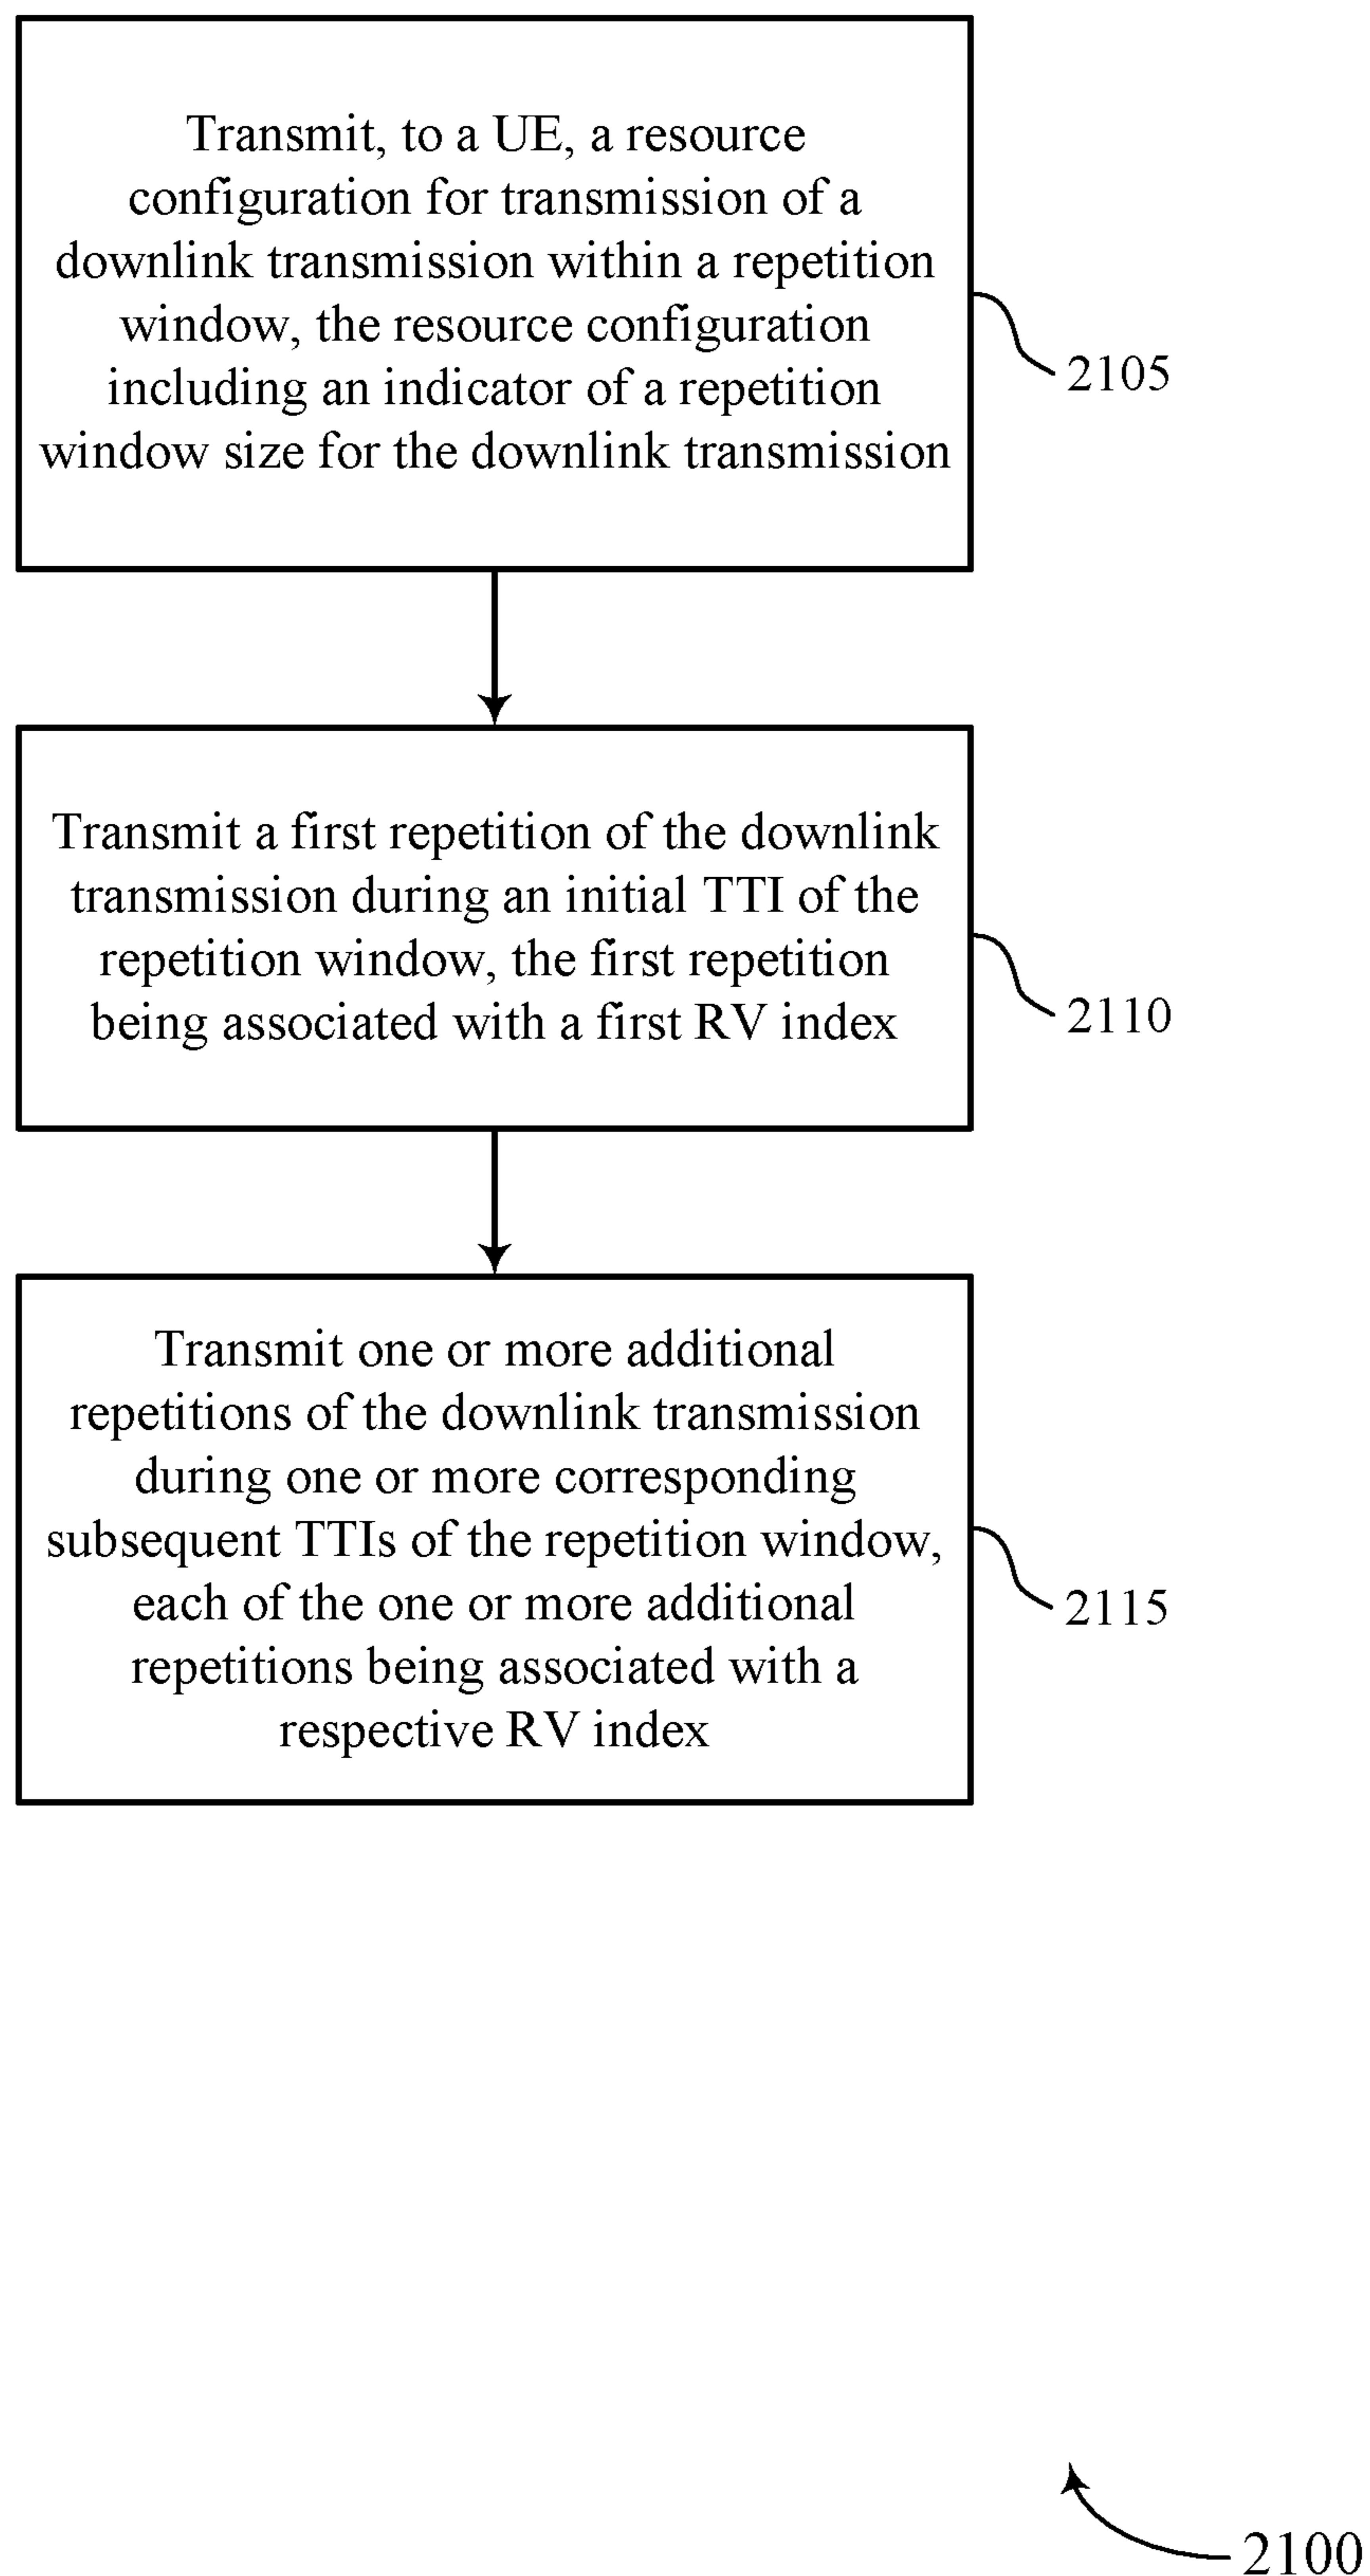 Transmit, to a UE, a resource
configuration for transmission of a
downlink transmission within a repetition
window, the resource configuration
including an indicator of a repetition
window size for the downlink transmission
2105
Transmit a first repetition of the downlink
transmission during an initial TTI of the
repetition window, the first repetition
being associated with a first RV index
2110
Transmit one or more additional
repetitions of the downlink transmission
during one or more corresponding
subsequent TTIs of the repetition window,
each of the one or more additional
repetitions being associated with a
respective RV index
2115
2100